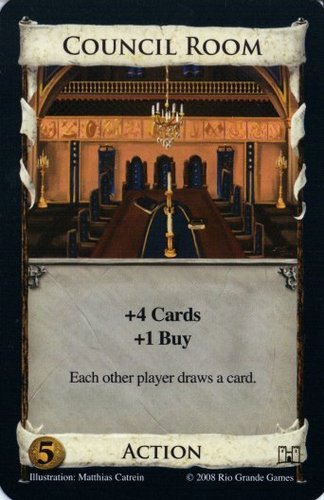 COUNCIL ROOM
+4 Cards
+1 Buy
Each other player draws a card.
5
ACTION
Illustration: Matthias Catrein © 2008 Rio Grande Games